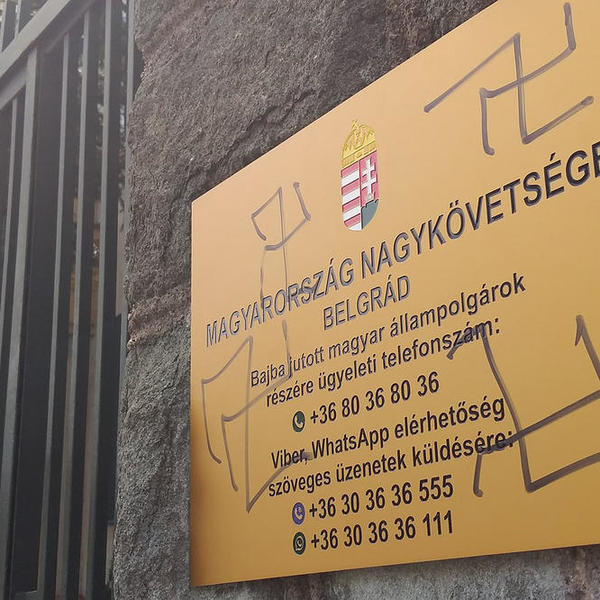 MAGYARORSZÁG NAGYKÖVETSÉGE
BELGRÁD
Bajba jutott magyar állampolgárok
részére ügyeleti telefonszám:
+36 80 36 80 36
Viber, WhatsApp elérhetőség
szöveges üzenetek küldésére:
+36 30 36 36 555
+36 30 36 36 111